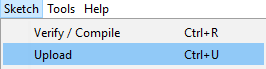 Sketch Tools Help
Verify / Compile Ctrl+R
Upload Ctrl+U